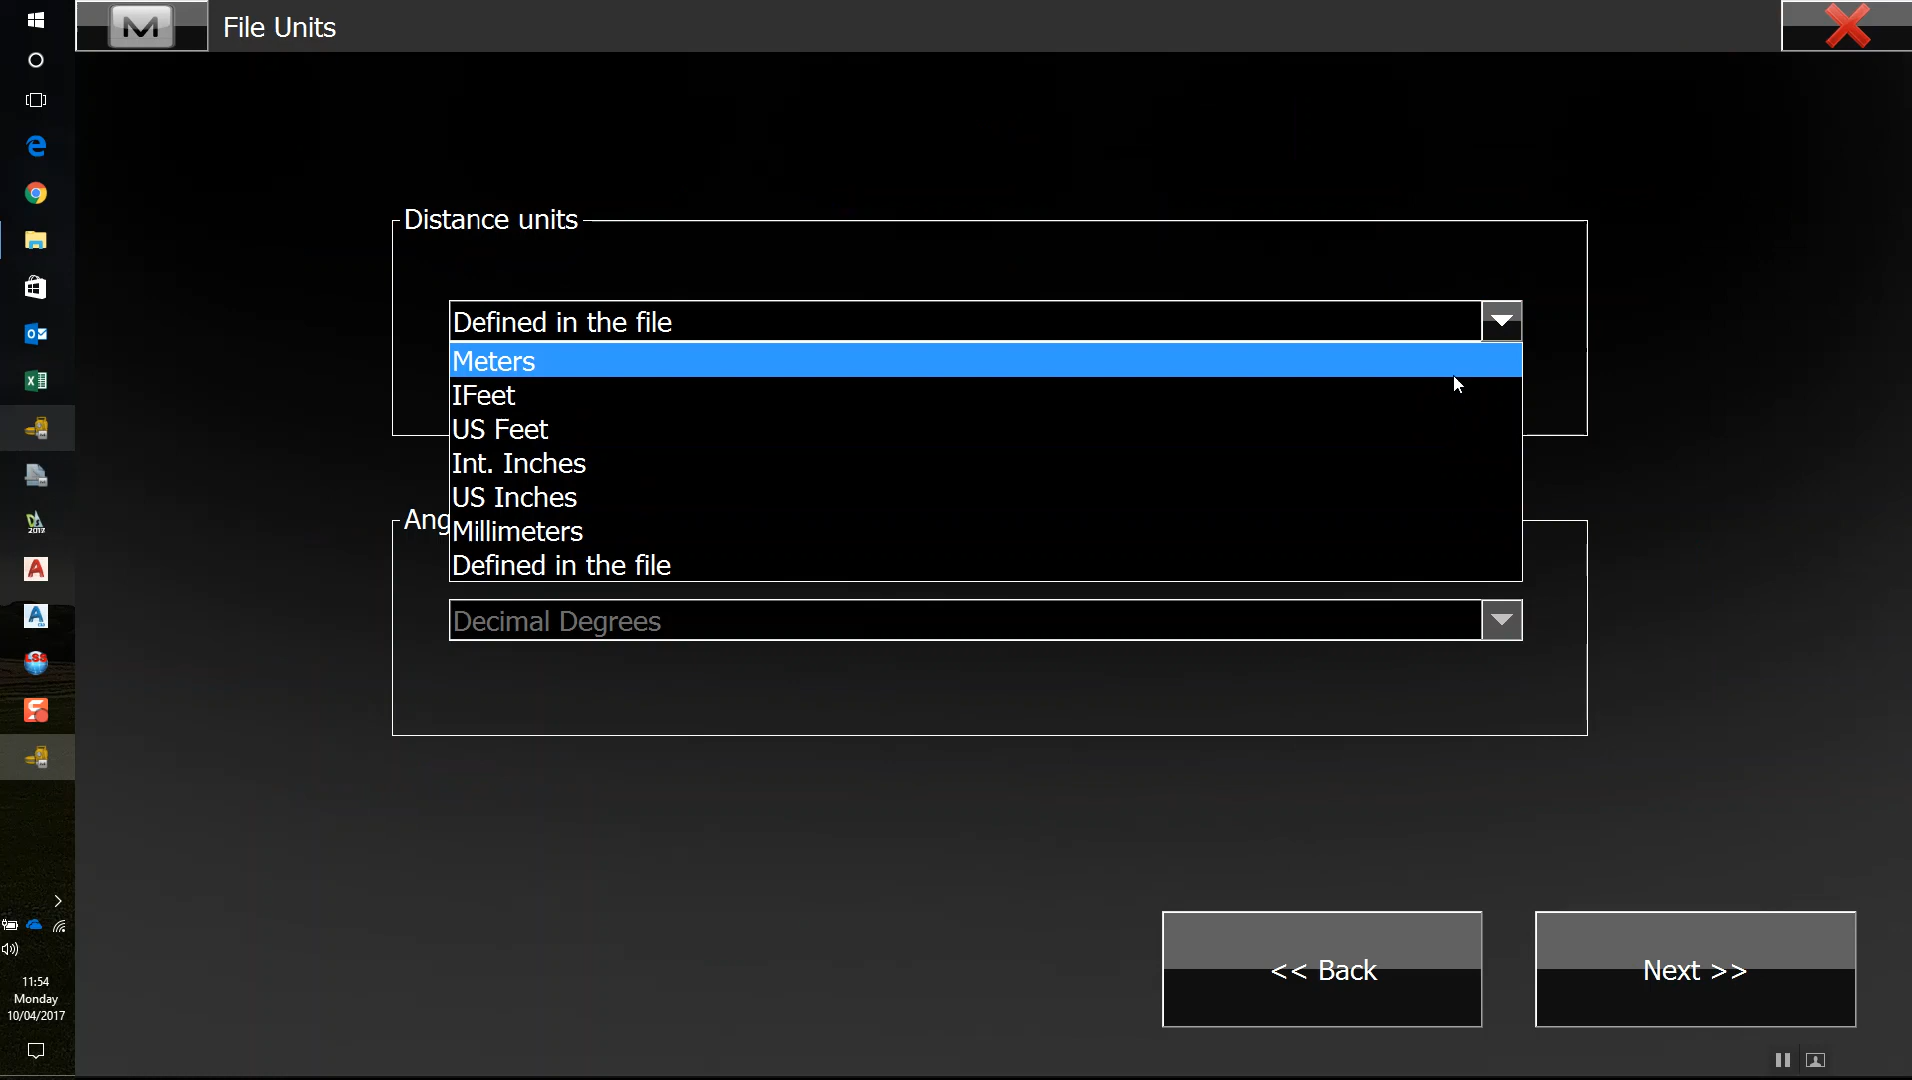 File Units
Distance units
Defined in the file
Meters
IFeet
US Feet
Int. Inches
US Inches
Ang
Millimeters
Defined in the file
Decimal Degrees
<< Back
Next >>
11:54
Monday
10/04/2017